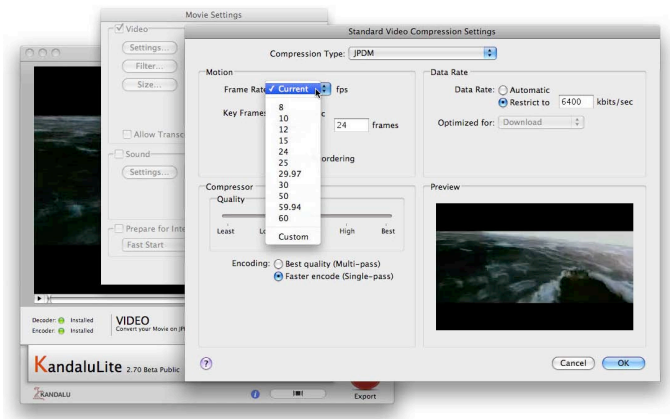 Movie Settings
Video
Settings...
Filter...
Size...
Allow Transc
Sound
Settings...
Prepare for Inte
Fast Start
Standard Video Compression Settings
Compression Type: JPDM
Motion
Frame Rat ✓ Current fps
8
10
12
15
24
25
29.97
30
50
59.94
60
Custom
Key Frames c
24 frames
ordering
Data Rate
Data Rate: Automatic
Restrict to 6400 kbits/sec
Optimized for: Download
Compressor
Quality
Least Lo High Best
Encoding: Best quality (Multi-pass)
Faster encode (Single-pass)
Preview
? Cancel OK
Decoder: Installed
Encoder: Installed
VIDEO
Convert your Movie on JP
KandaluLite 2.70 Beta Public
KANDALU
Export